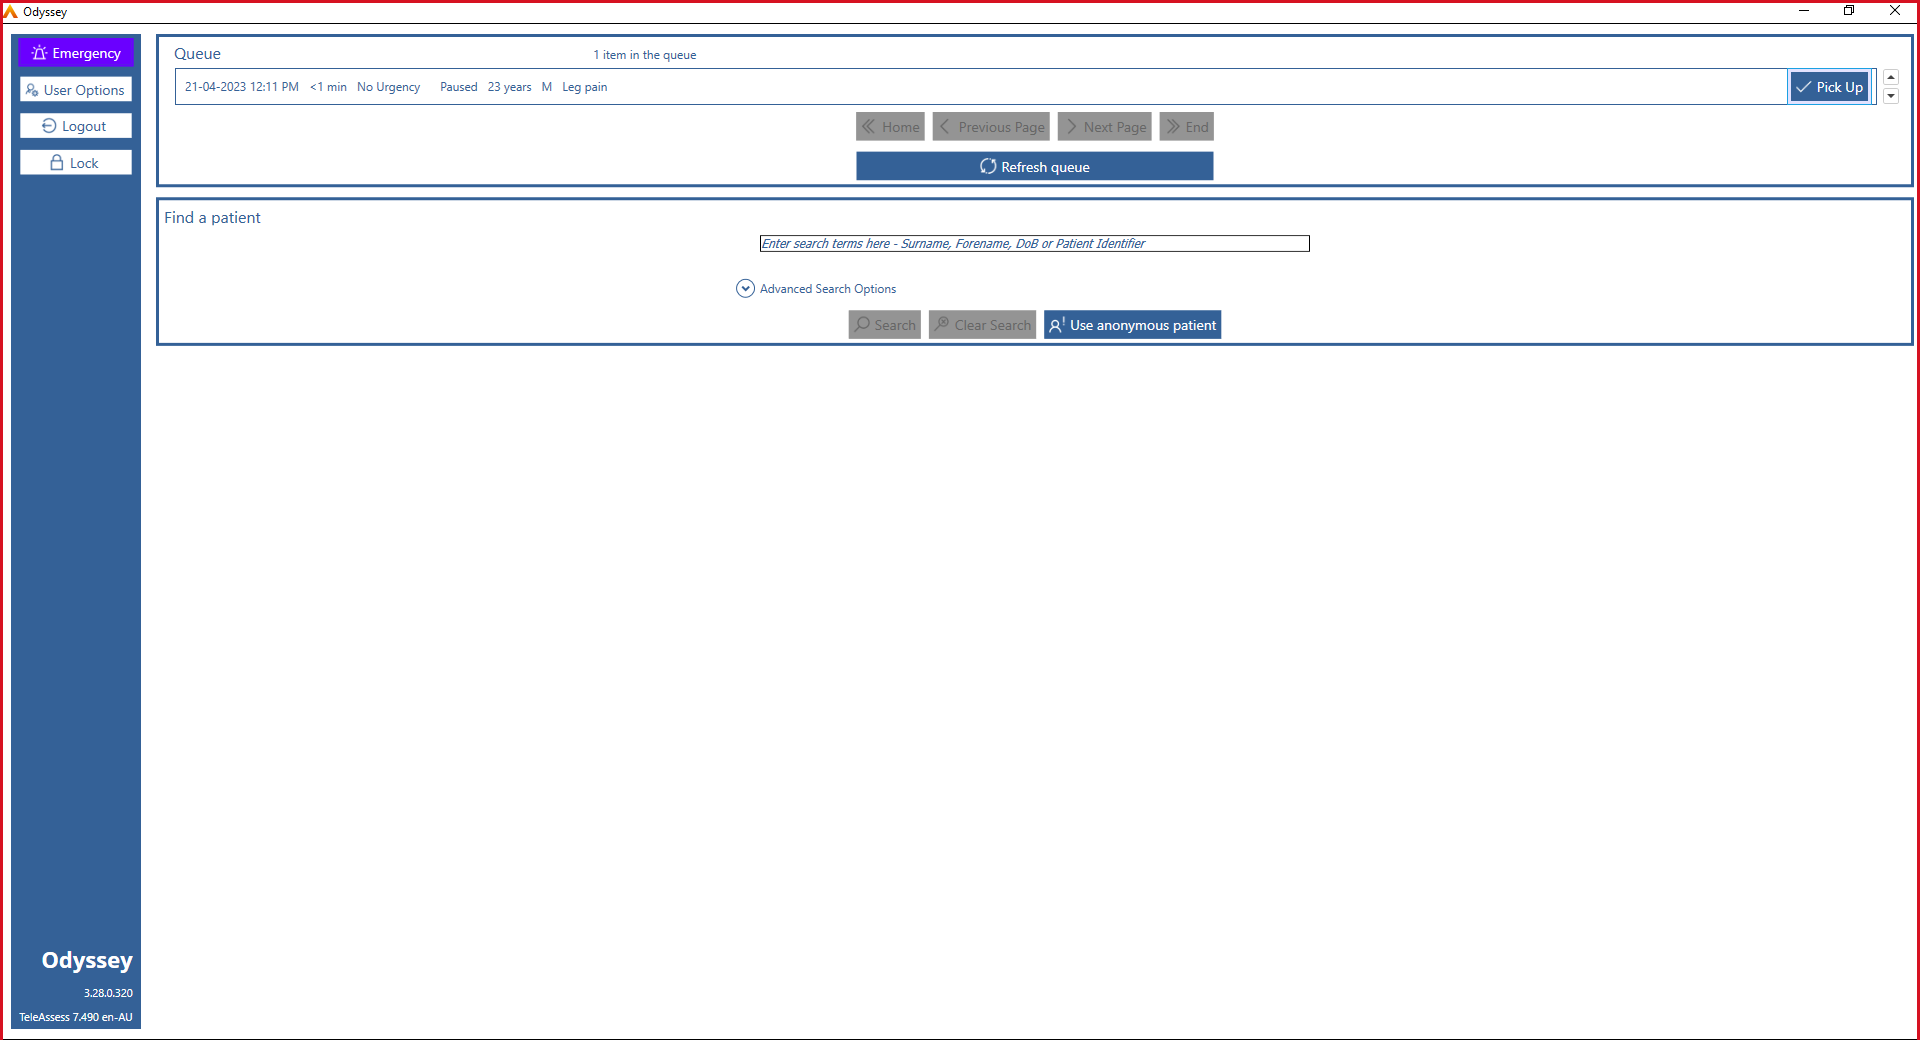 Odyssey
Emergency
User Options
Logout
Lock
Queue 1 item in the queue
21-04-2023 12:11 PM <1 min No Urgency Paused 23 years M Leg pain Pick Up
Home Previous Page Next Page End
Refresh queue
Find a patient
Enter search terms here - Surname, Forename, DoB or Patient Identifier
Advanced Search Options
Search Clear Search Use anonymous patient
Odyssey
3.28.0.320
TeleAssess 7.490 en-AU